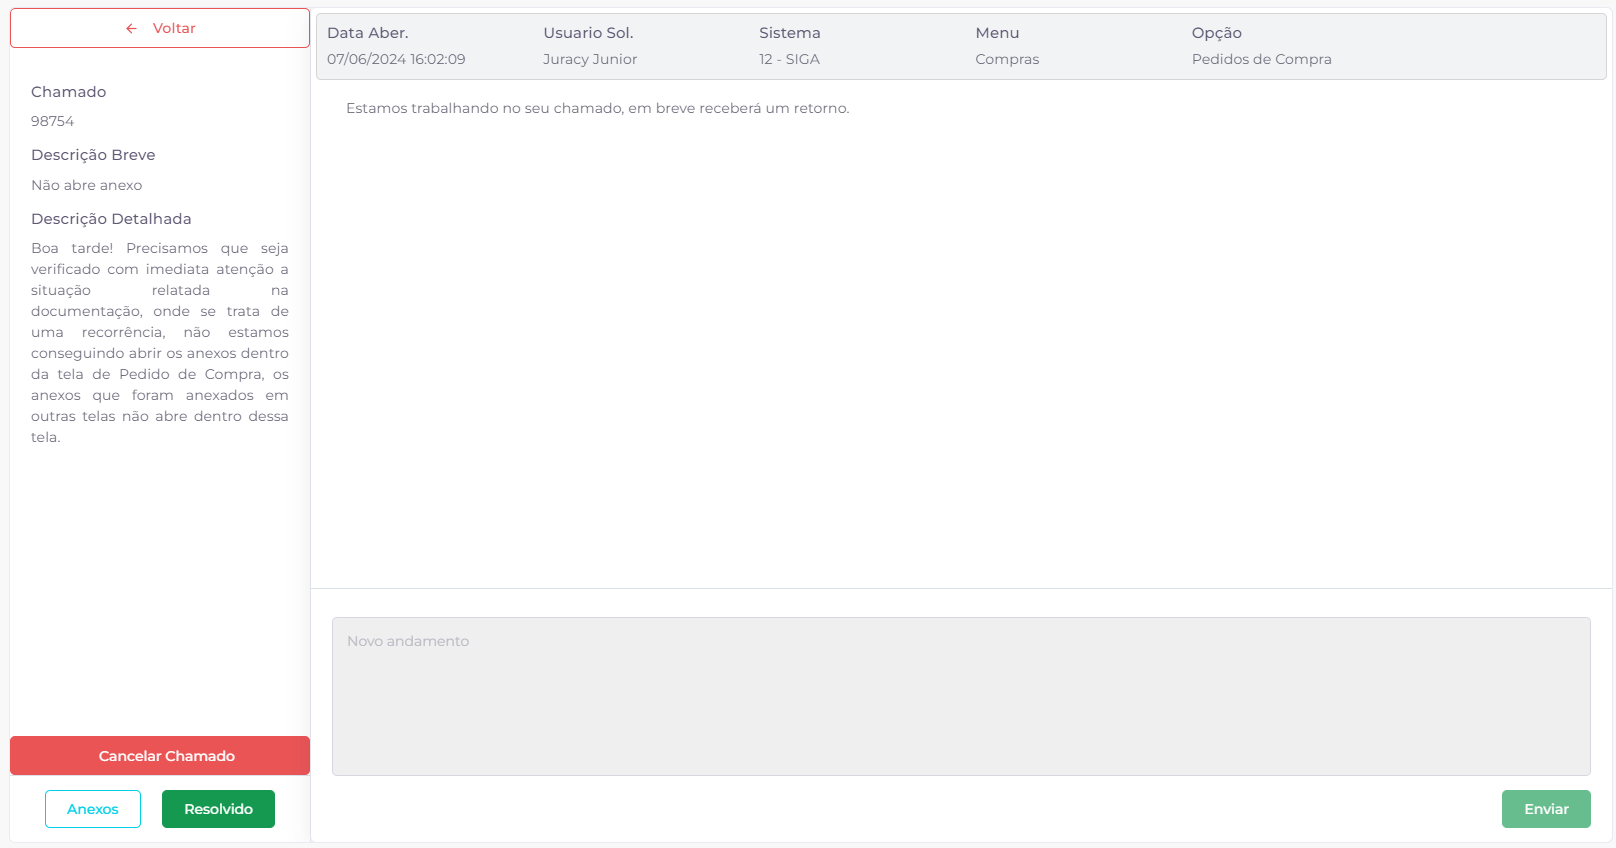 Voltar
Chamado
98754
Descrição Breve
Não abre anexo
Descrição Detalhada
Boa tarde! Precisamos que seja
verificado com imediata atenção a
situação relatada na
documentação, onde se trata de
uma recorrência, não estamos
conseguindo abrir os anexos dentro
da tela de Pedido de Compra, os
anexos que foram anexados em
outras telas não abre dentro dessa
tela.
Cancelar Chamado
Anexos Resolvido
Data Aber. Usuario Sol. Sistema Menu Opção
07/06/2024 16:02:09 Juracy Junior 12 - SIGA Compras Pedidos de Compra
Estamos trabalhando no seu chamado, em breve receberá um retorno.
Novo andamento
Enviar